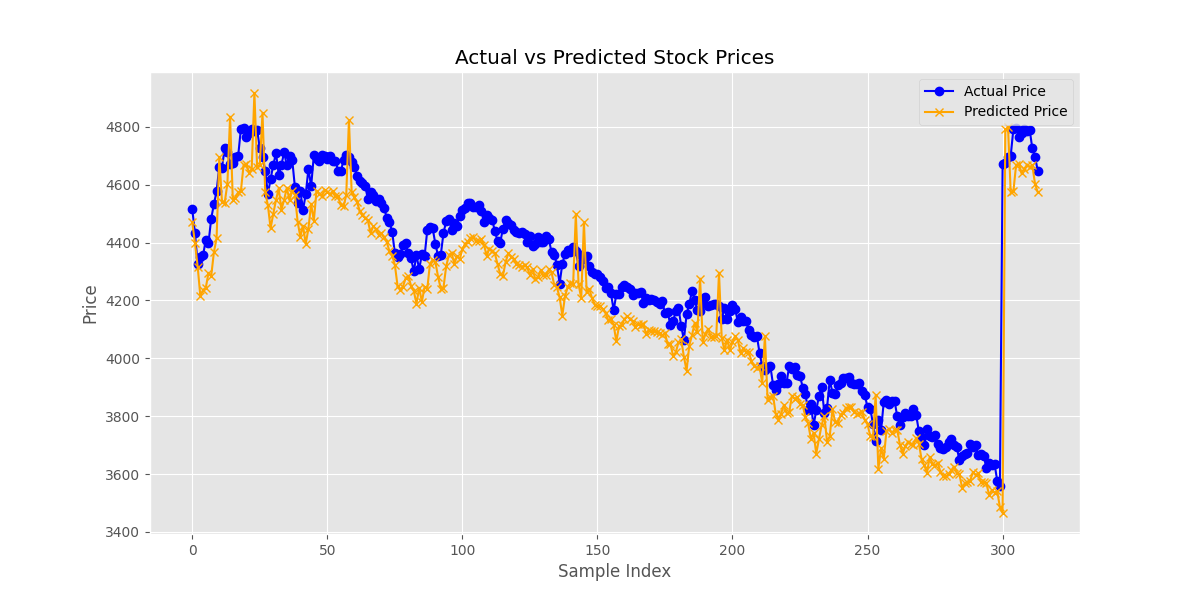 Actual vs Predicted Stock Prices
Actual Price
Predicted Price
Price
4800
4600
4400
4200
4000
3800
3600
3400
0 50 100 150 200 250 300
Sample Index